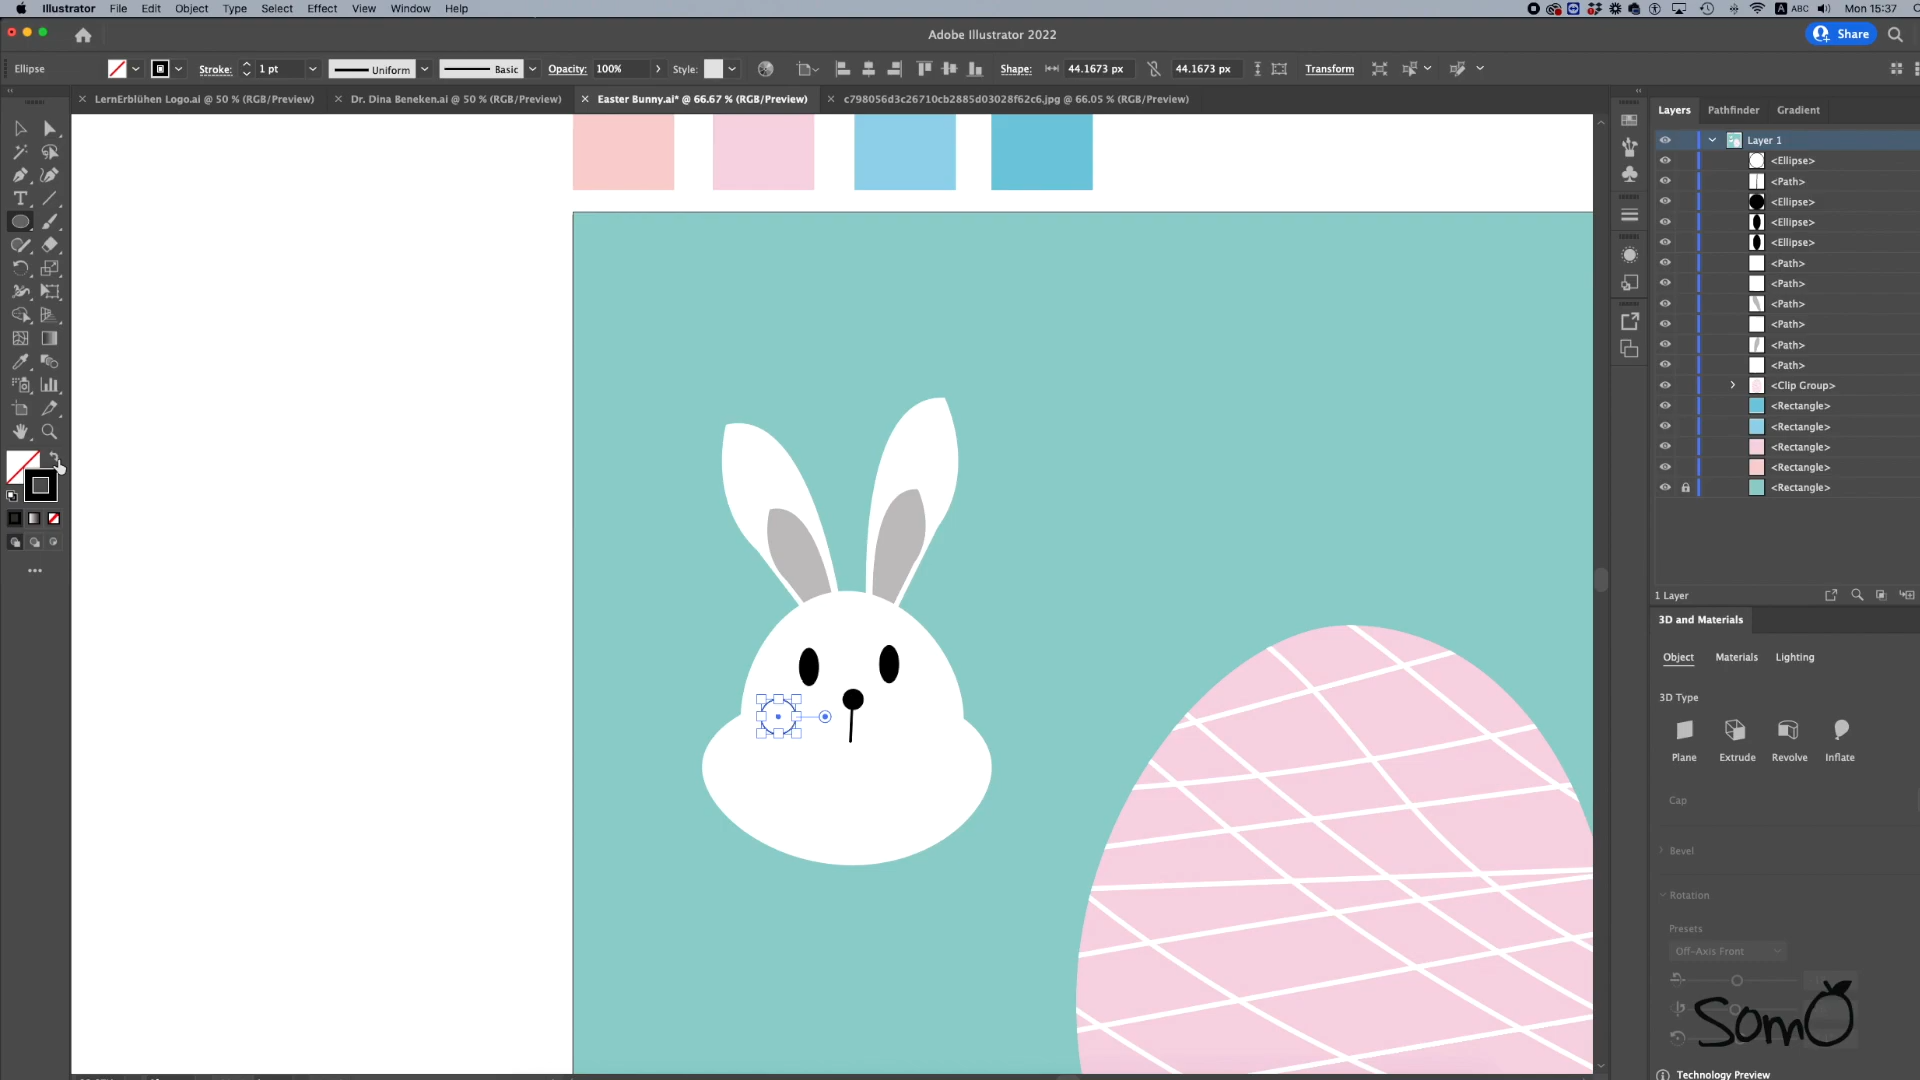 Illustrator File Edit Object Type Select Effect View Window Help
A ABC Mon 15:37
Adobe Illustrator 2022
Share
Ellipse Stroke: 1 pt Uniform Basic Opacity: 100% Style: Shape: 44.1673 px 44.1673 px Transform
LernErblühen Logo.ai @ 50 % (RGB/Preview)
Dr. Dina Beneken.ai @ 50 % (RGB/Preview)
Easter Bunny.ai* @ 66.67 % (RGB/Preview)
c798056d3c26710cb2885d03028f62c6.jpg @ 66.05 % (RGB/Preview)
Layers Pathfinder Gradient
Layer 1
<Ellipse>
<Path>
<Ellipse>
<Ellipse>
<Ellipse>
<Path>
<Path>
<Path>
<Path>
<Path>
<Path>
<Clip Group>
<Rectangle>
<Rectangle>
<Rectangle>
<Rectangle>
<Rectangle>
1 Layer
3D and Materials
Object Materials Lighting
3D Type
Plane Extrude Revolve Inflate
Cap
Bevel
Rotation
Presets
Off-Axis Front
SomO
Technology Preview